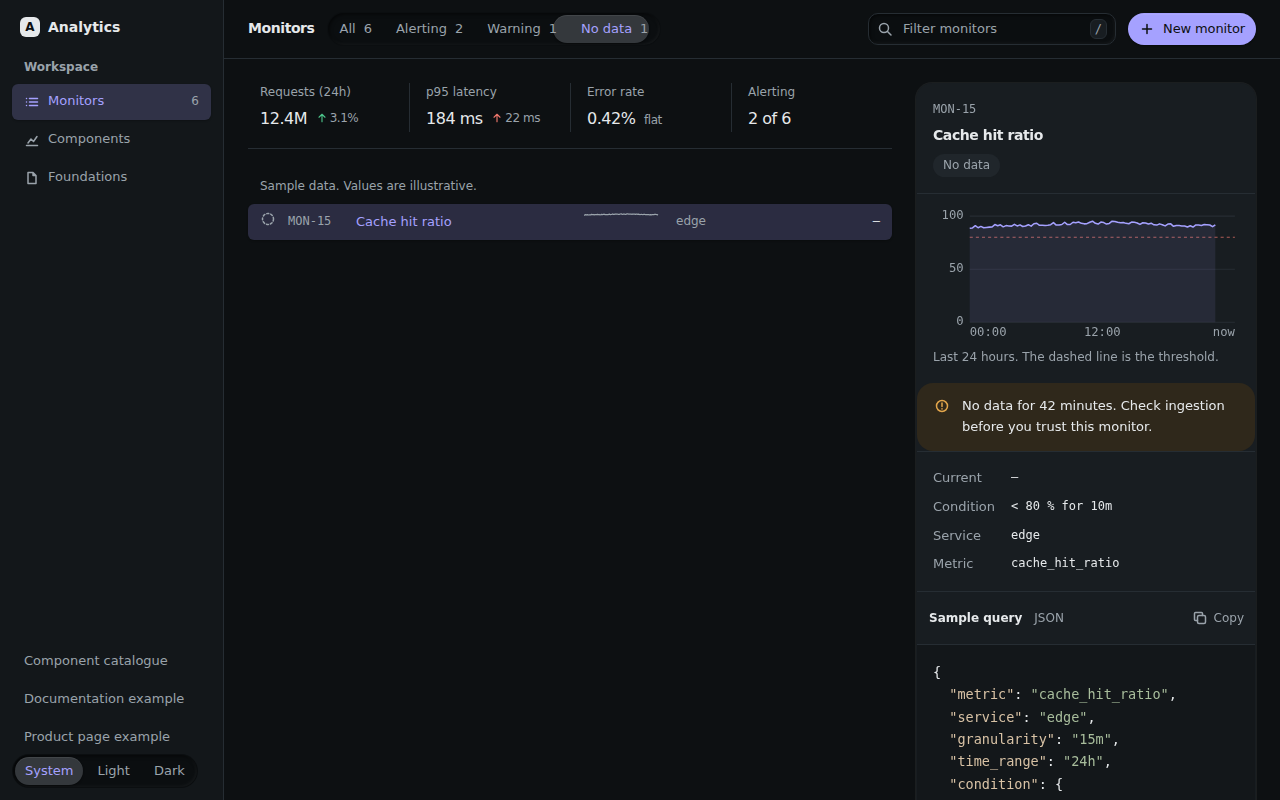 A Analytics
Workspace
Monitors 6
Components
Foundations
Component catalogue
Documentation example
Product page example
System Light Dark
Monitors All 6 Alerting 2 Warning 1 No data 1
Filter monitors /
New monitor
Requests (24h)
12.4M ↑ 3.1%
p95 latency
184 ms ↑ 22 ms
Error rate
0.42% flat
Alerting
2 of 6
Sample data. Values are illustrative.
MON-15 Cache hit ratio edge —
MON-15
Cache hit ratio
No data
100
50
0
00:00 12:00 now
Last 24 hours. The dashed line is the threshold.
No data for 42 minutes. Check ingestion
before you trust this monitor.
Current —
Condition < 80 % for 10m
Service edge
Metric cache_hit_ratio
Sample query JSON Copy
{
"metric": "cache_hit_ratio",
"service": "edge",
"granularity": "15m",
"time_range": "24h",
"condition": {